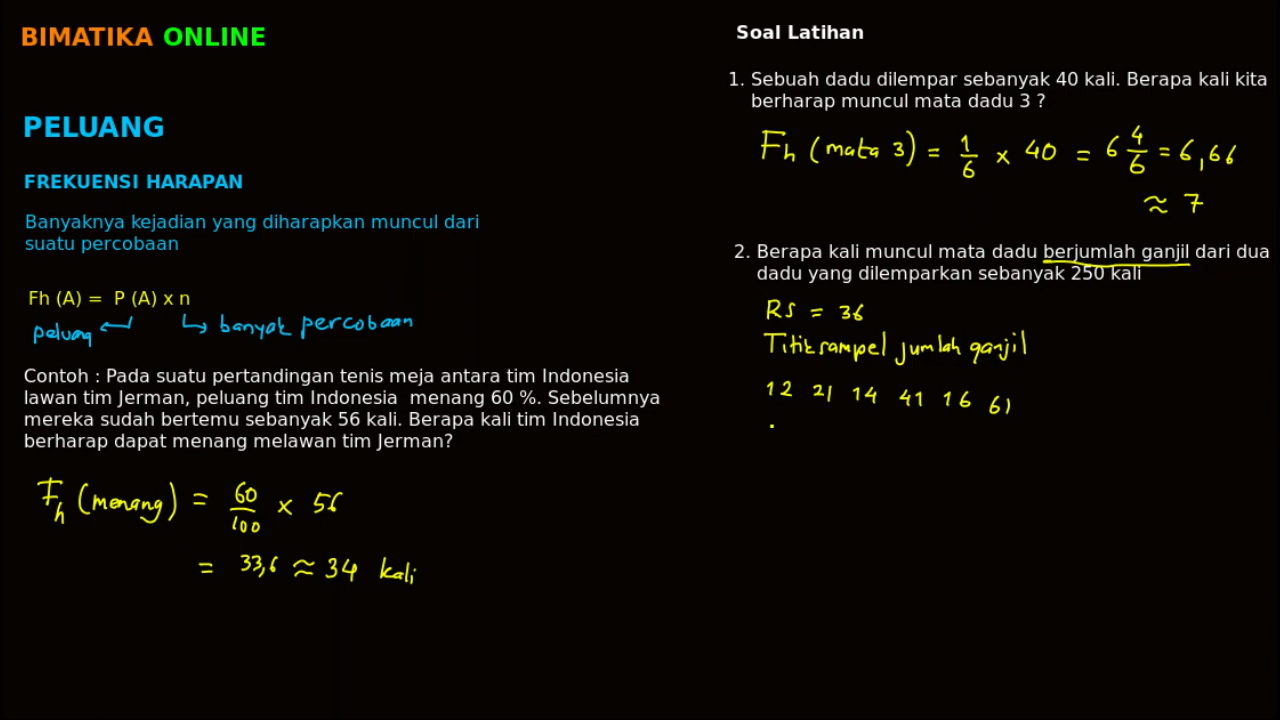 BIMATIKA ONLINE
PELUANG
FREKUENSI HARAPAN
Banyaknya kejadian yang diharapkan muncul dari
suatu percobaan
Fh (A) = P (A) x n
peluang
banyak percobaan
Contoh : Pada suatu pertandingan tenis meja antara tim Indonesia
lawan tim Jerman, peluang tim Indonesia menang 60 %. Sebelumnya
mereka sudah bertemu sebanyak 56 kali. Berapa kali tim Indonesia
berharap dapat menang melawan tim Jerman?
Fh (menang) = 60/100 x 56
= 33,6 ≈ 34 kali
Soal Latihan
1. Sebuah dadu dilempar sebanyak 40 kali. Berapa kali kita
berharap muncul mata dadu 3 ?
Fh (mata 3) = 1/6 x 40 = 6 4/6 = 6,66
≈ 7
2. Berapa kali muncul mata dadu berjumlah ganjil dari dua
dadu yang dilemparkan sebanyak 250 kali
RS = 36
Titik sampel jumlah ganjil
12 21 14 41 16 61